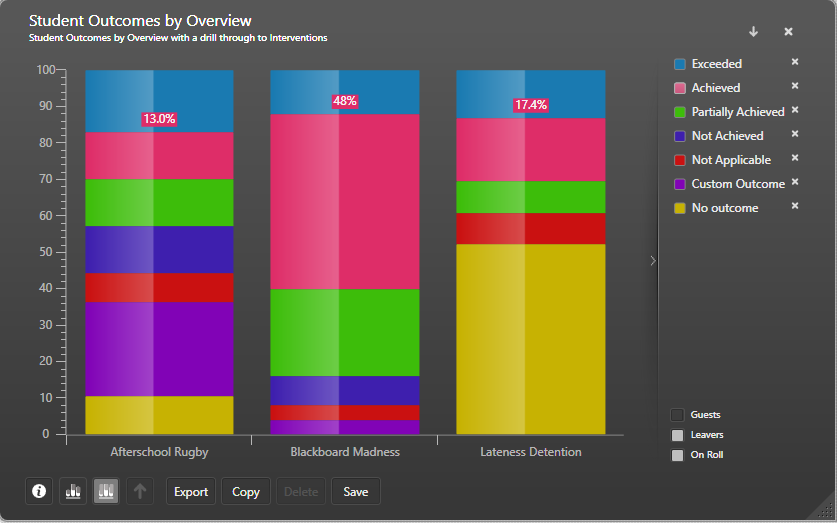 Student Outcomes by Overview
Student Outcomes by Overview with a drill through to Interventions
100
90
80
70
60
50
40
30
20
10
0
13.0%
48%
17.4%
Afterschool Rugby
Blackboard Madness
Lateness Detention
Exceeded
Achieved
Partially Achieved
Not Achieved
Not Applicable
Custom Outcome
No outcome
Guests
Leavers
On Roll
Export
Copy
Delete
Save